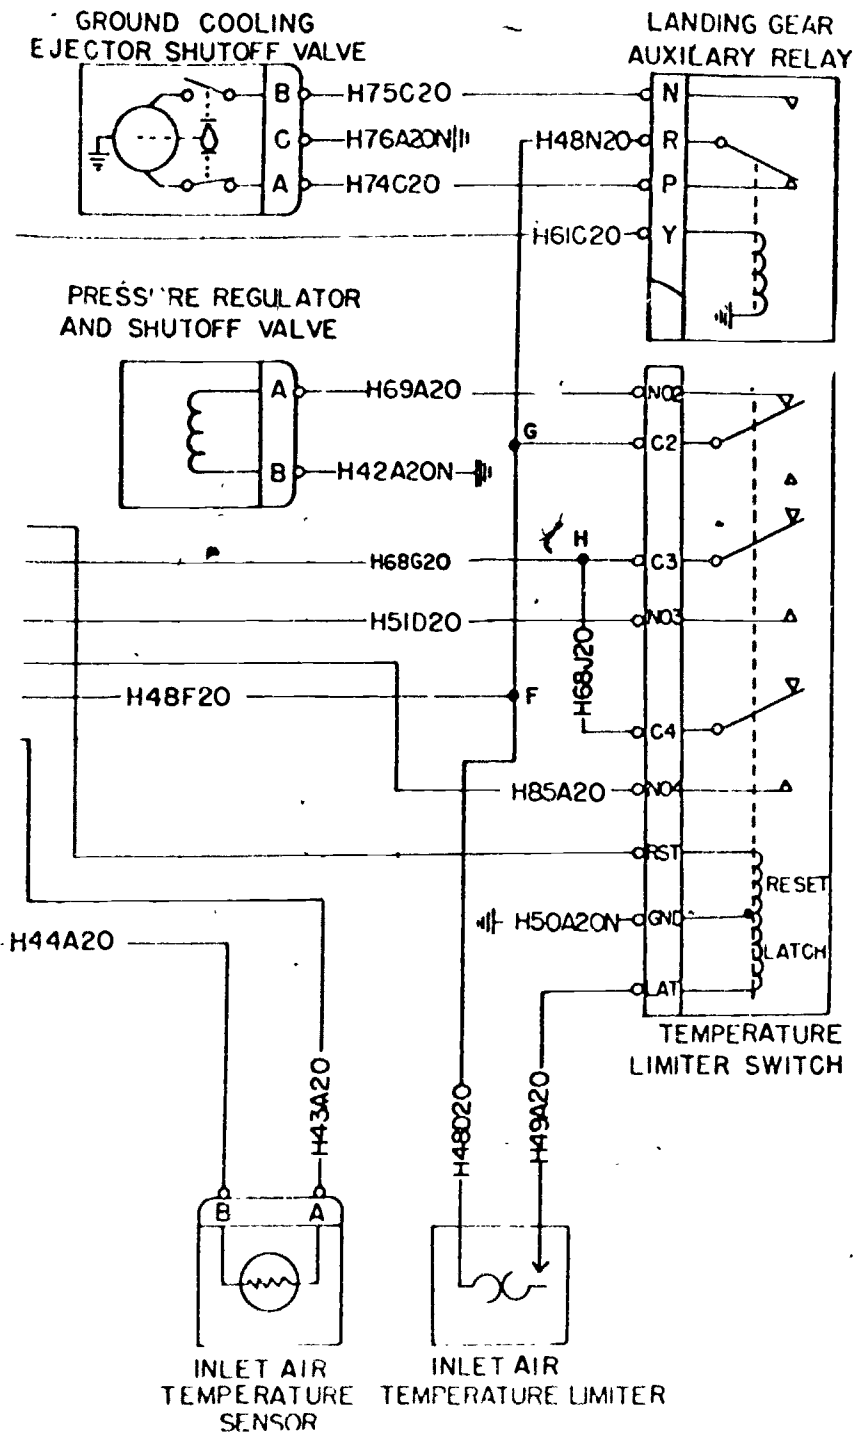 GROUND COOLING
EJECTOR SHUTOFF VALVE
LANDING GEAR
AUXILARY RELAY
B H75C20 N
C H76A20N H48N20 R
A H74C20 P
H61C20 Y
REGULATOR
AND SHUTOFF VALVE
A H69A20 NO2
G C2
B H42A20N
H
H68G20 C3
H51D20 NO3
H68J20
H48F20 F
C4
H85A20 NO4
RST
RESET
H50A20N GND
H44A20
LATCH
LAT
TEMPERATURE
LIMITER SWITCH
H43A20
H48D20
H49A20
B A
INLET AIR
TEMPERATURE
SENSOR
INLET AIR
TEMPERATURE LIMITER